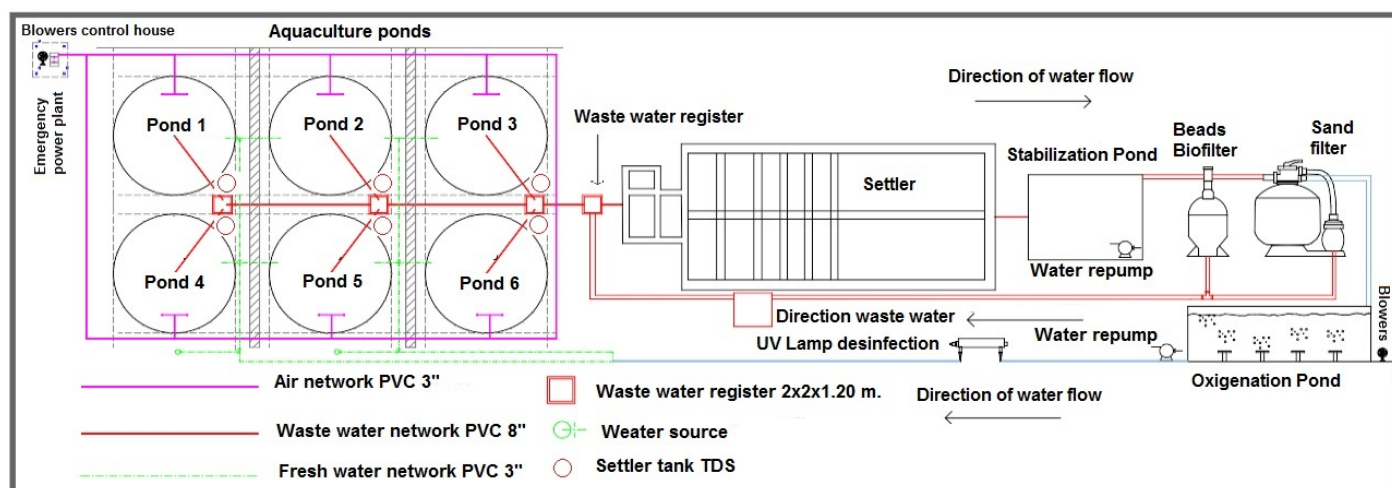 Blowers control house
Aquaculture ponds
Emergency
power plant
Pond 1
Pond 2
Pond 3
Pond 4
Pond 5
Pond 6
Waste water register
Settler
Direction of water flow
Stabilization Pond
Beads
Biofilter
Sand
filter
Water repump
Direction waste water
UV Lamp desinfection
Water repump
Blowers
Oxigenation Pond
Direction of water flow
Air network PVC 3"
Waste water register 2x2x1.20 m.
Waste water network PVC 8"
Weater source
Fresh water network PVC 3"
Settler tank TDS